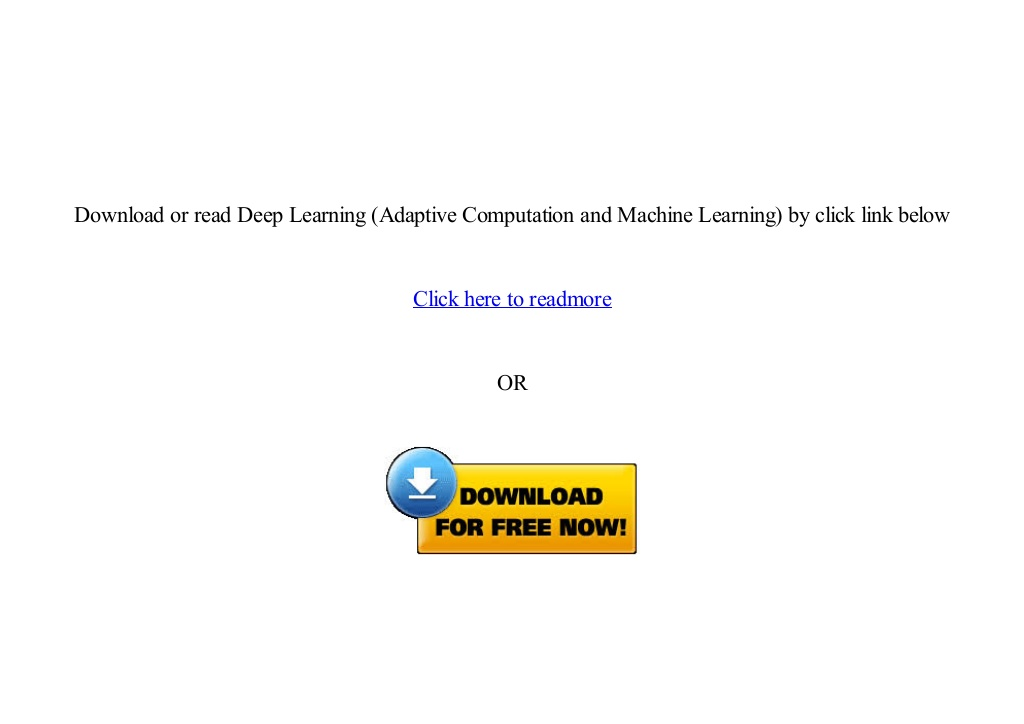 Download or read Deep Learning (Adaptive Computation and Machine Learning) by click link below
Click here to readmore
OR
DOWNLOAD
FOR FREE NOW!